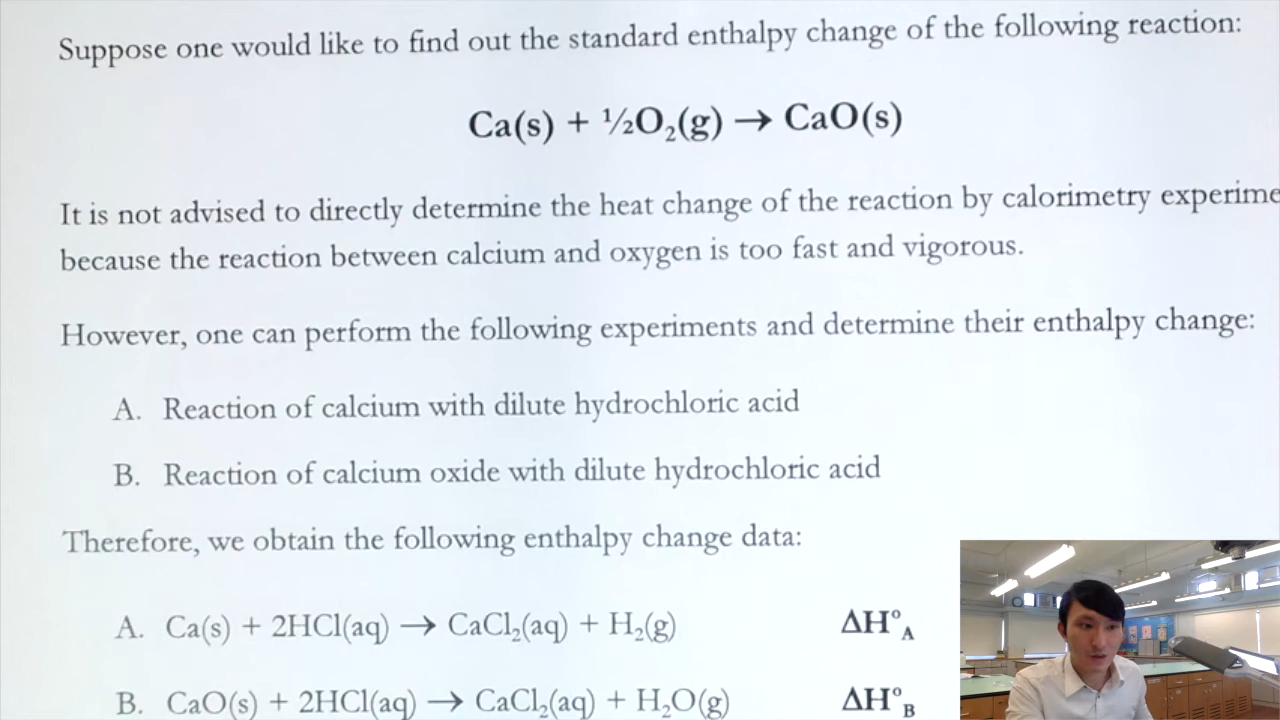 Suppose one would like to find out the standard enthalpy change of the following reaction:
Ca(s) + ½O₂(g) → CaO(s)
It is not advised to directly determine the heat change of the reaction by calorimetry experime
because the reaction between calcium and oxygen is too fast and vigorous.
However, one can perform the following experiments and determine their enthalpy change:
A. Reaction of calcium with dilute hydrochloric acid
B. Reaction of calcium oxide with dilute hydrochloric acid
Therefore, we obtain the following enthalpy change data:
A. Ca(s) + 2HCl(aq) → CaCl₂(aq) + H₂(g) ΔH°A
B. CaO(s) + 2HCl(aq) → CaCl₂(aq) + H₂O(g) ΔH°B